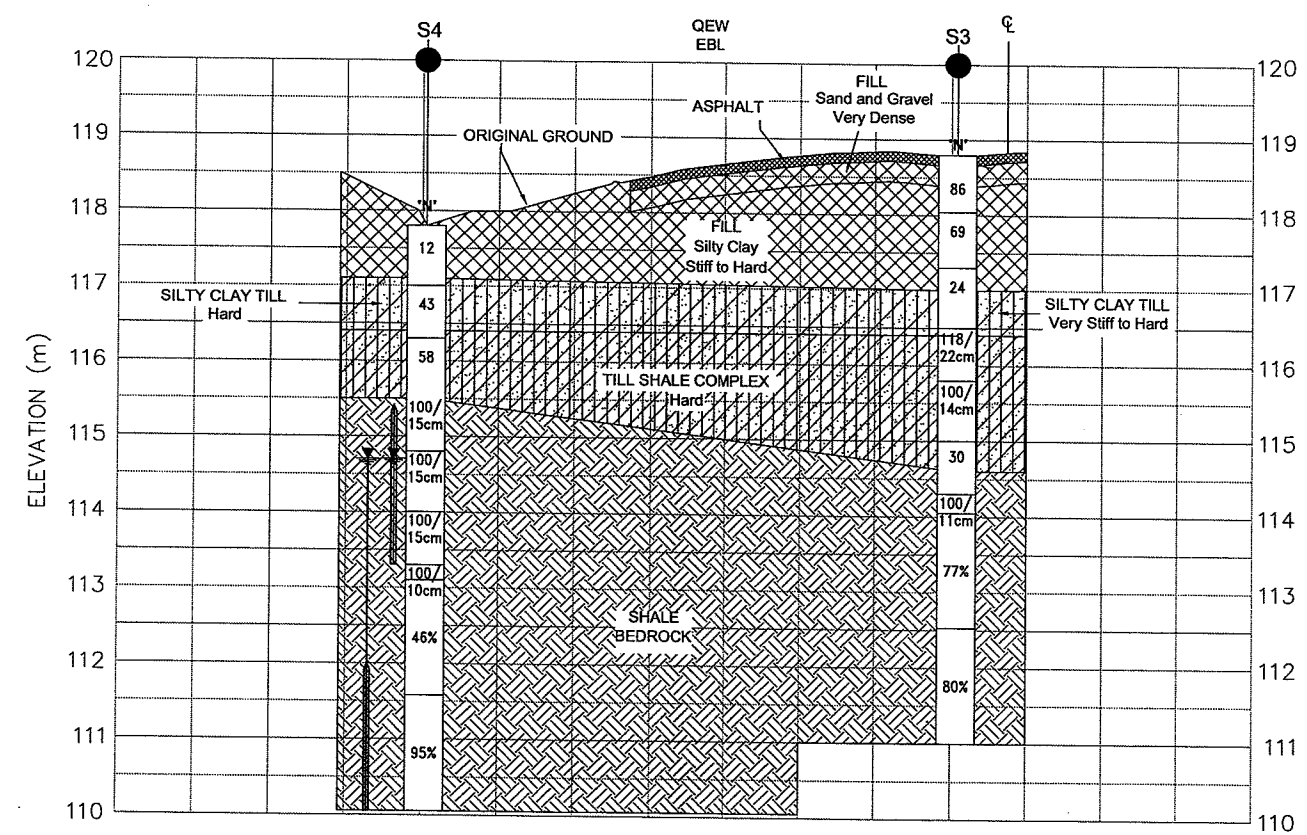 S4
QEW
EBL
S3
℄
120
120
FILL
Sand and Gravel
Very Dense
ASPHALT
119
ORIGINAL GROUND
119
'N'
'N'
118
118
86
12
FILL
Silty Clay
Stiff to Hard
69
117
24
117
SILTY CLAY TILL
Hard
43
SILTY CLAY TILL
Very Stiff to Hard
116
58
118/
22cm
116
TILL SHALE COMPLEX
Hard
100/
14cm
100/
15cm
115
30
115
100/
15cm
100/
11cm
114
100/
15cm
114
77%
113
100/
10cm
113
46%
SHALE
BEDROCK
112
112
80%
111
95%
111
110
110
ELEVATION (m)